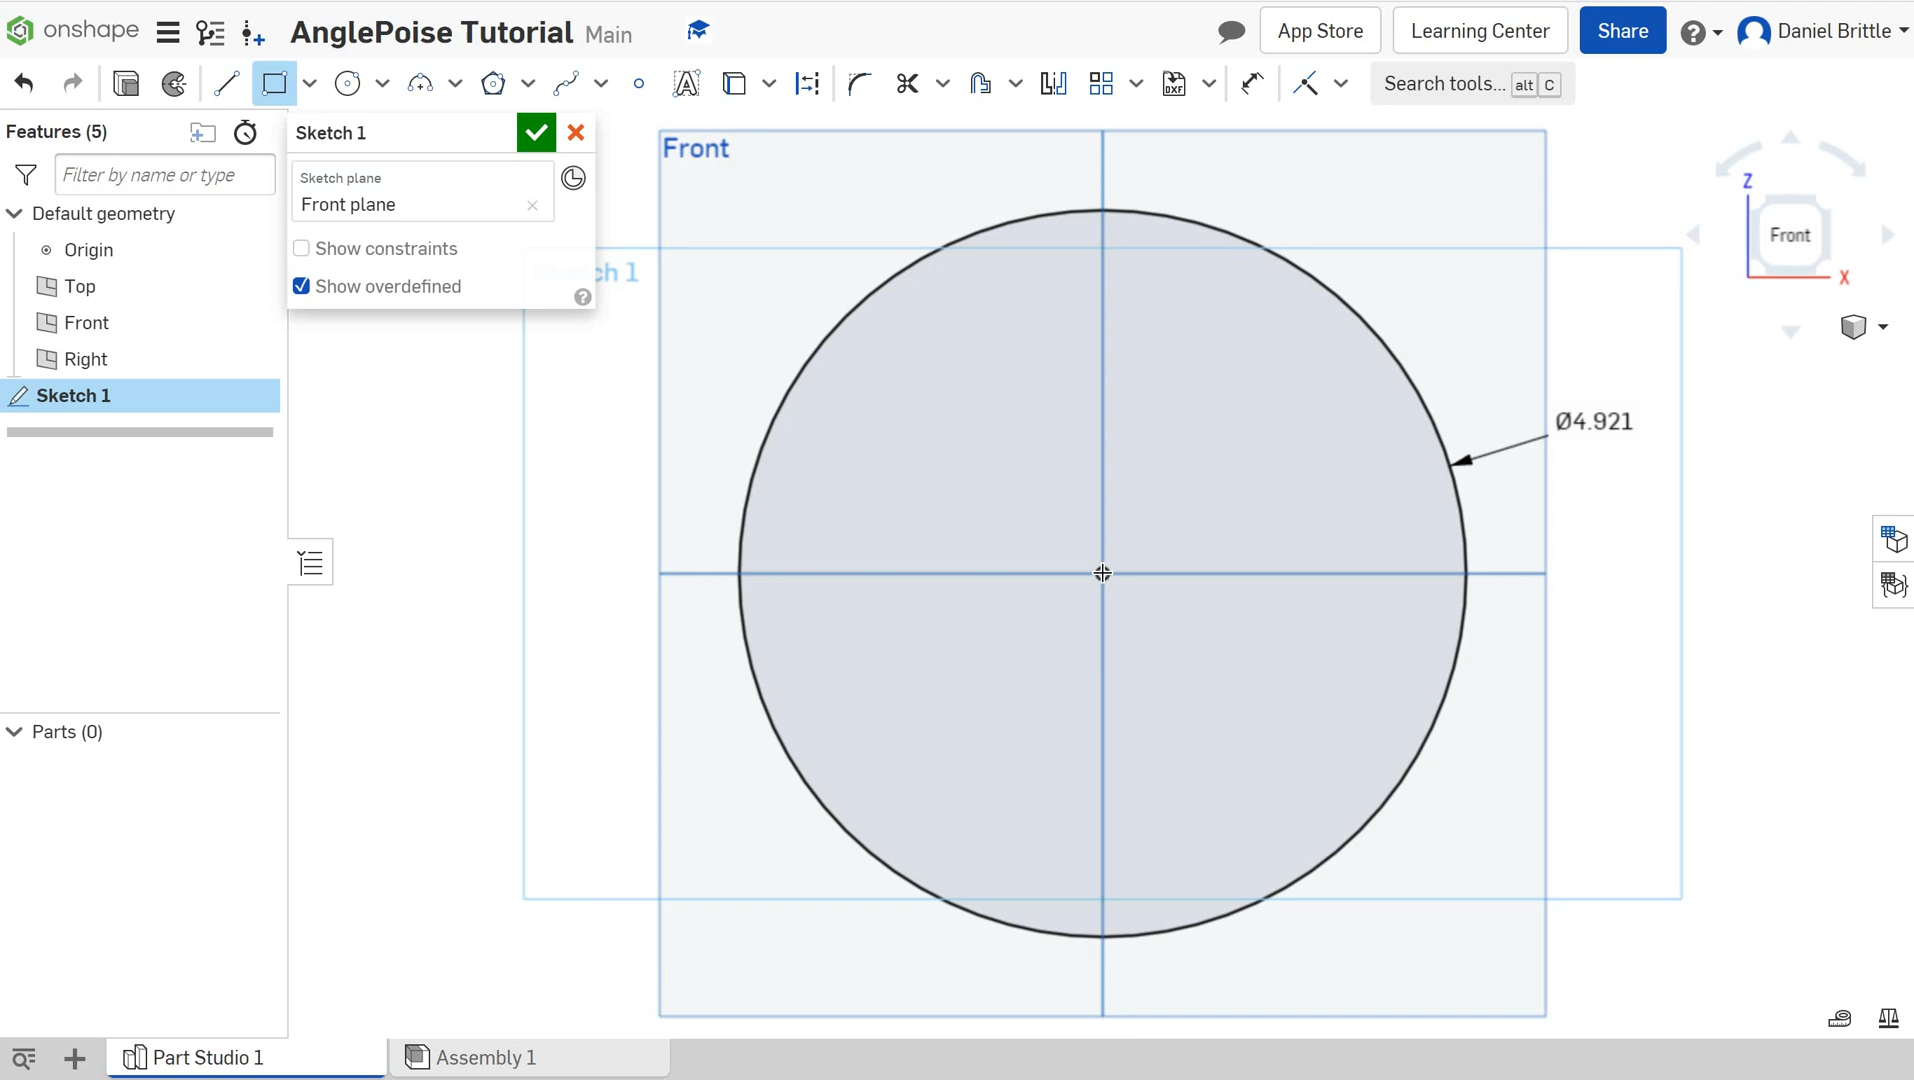 onshape
AnglePoise Tutorial Main
App Store
Learning Center
Share
Daniel Brittle
Search tools... alt C
Features (5)
Filter by name or type
Default geometry
Origin
Top
Front
Right
Sketch 1
Parts (0)
Sketch 1
Sketch plane
Front plane
Show constraints
Show overdefined
ch 1
Front
Ø4.921
Z
Front
X
Part Studio 1
Assembly 1